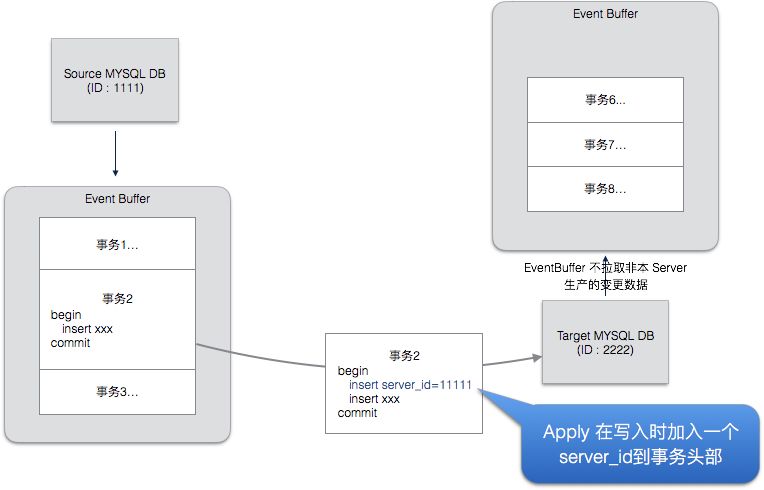 Source MYSQL DB
(ID : 1111)
Event Buffer
事务1...
事务2
begin
insert xxx
commit
事务3...
事务2
begin
insert server_id=11111
insert xxx
commit
Event Buffer
事务6...
事务7...
事务8...
EventBuffer 不拉取非本 Server
生产的变更数据
Target MYSQL DB
(ID : 2222)
Apply 在写入时加入一个
server_id到事务头部